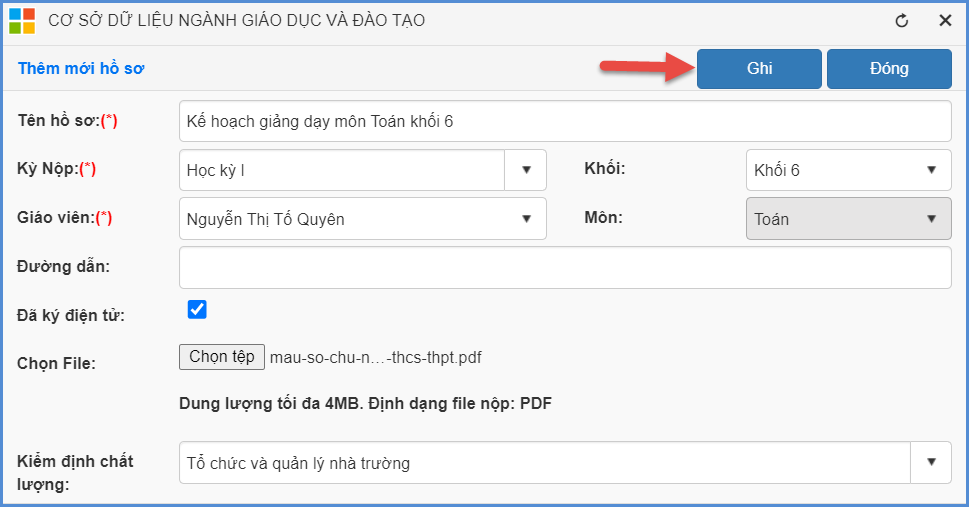 CƠ SỞ DỮ LIỆU NGÀNH GIÁO DỤC VÀ ĐÀO TẠO
Thêm mới hồ sơ Ghi Đóng
Tên hồ sơ:(*) Kế hoạch giảng dạy môn Toán khối 6
Kỳ Nộp:(*) Học kỳ I Khối: Khối 6
Giáo viên:(*) Nguyễn Thị Tố Quyên Môn: Toán
Đường dẫn:
Đã ký điện tử:
Chọn File: Chọn tệp mau-so-chu-n…-thcs-thpt.pdf
Dung lượng tối đa 4MB. Định dạng file nộp: PDF
Kiểm định chất
lượng:
Tổ chức và quản lý nhà trường